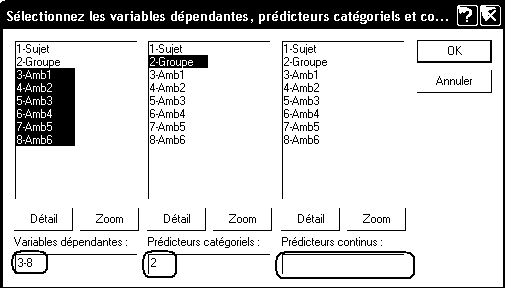 Sélectionnez les variables dépendantes, prédicteurs catégoriels et co... ?
1-Sujet
2-Groupe
3-Amb1
4-Amb2
5-Amb3
6-Amb4
7-Amb5
8-Amb6
1-Sujet
2-Groupe
3-Amb1
4-Amb2
5-Amb3
6-Amb4
7-Amb5
8-Amb6
1-Sujet
2-Groupe
3-Amb1
4-Amb2
5-Amb3
6-Amb4
7-Amb5
8-Amb6
OK
Annuler
Détail Zoom Détail Zoom Détail Zoom
Variables dépendantes : Prédicteurs catégoriels : Prédicteurs continus :
3-8 2